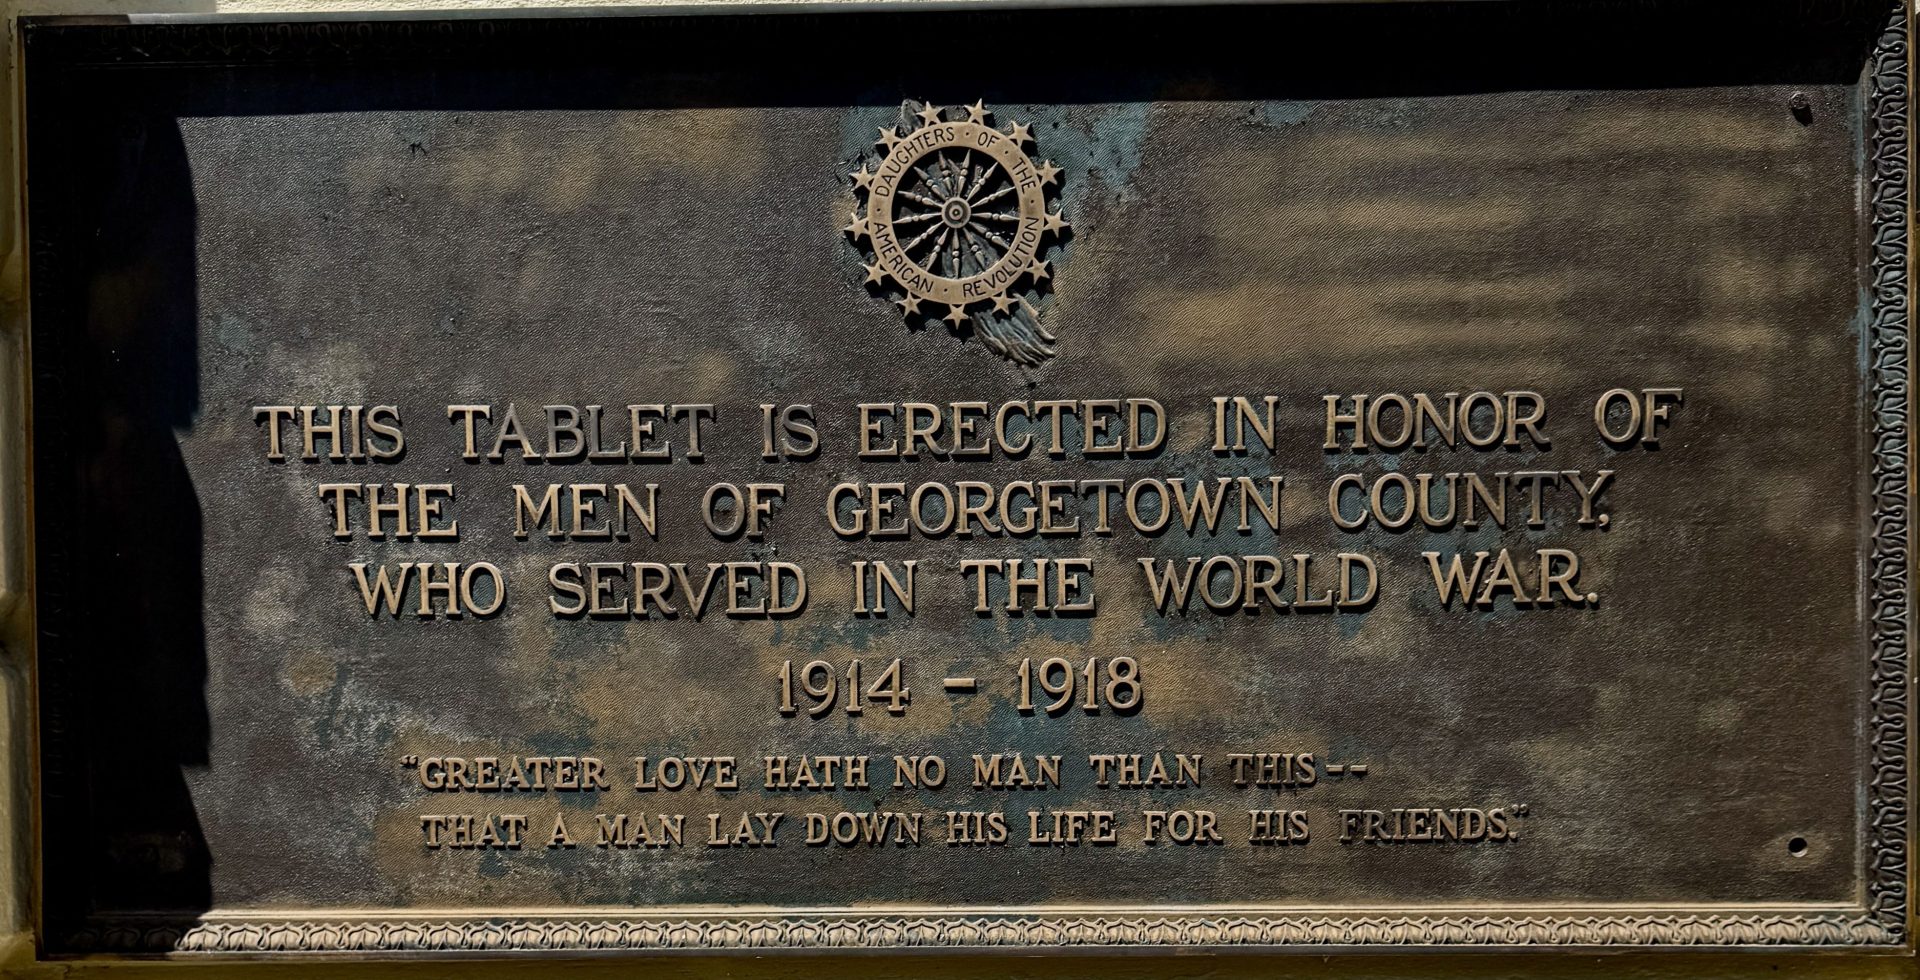 DAUGHTERS · OF · THE · AMERICAN · REVOLUTION
THIS TABLET IS ERECTED IN HONOR OF
THE MEN OF GEORGETOWN COUNTY,
WHO SERVED IN THE WORLD WAR.
1914 - 1918
“GREATER LOVE HATH NO MAN THAN THIS--
THAT A MAN LAY DOWN HIS LIFE FOR HIS FRIENDS.”